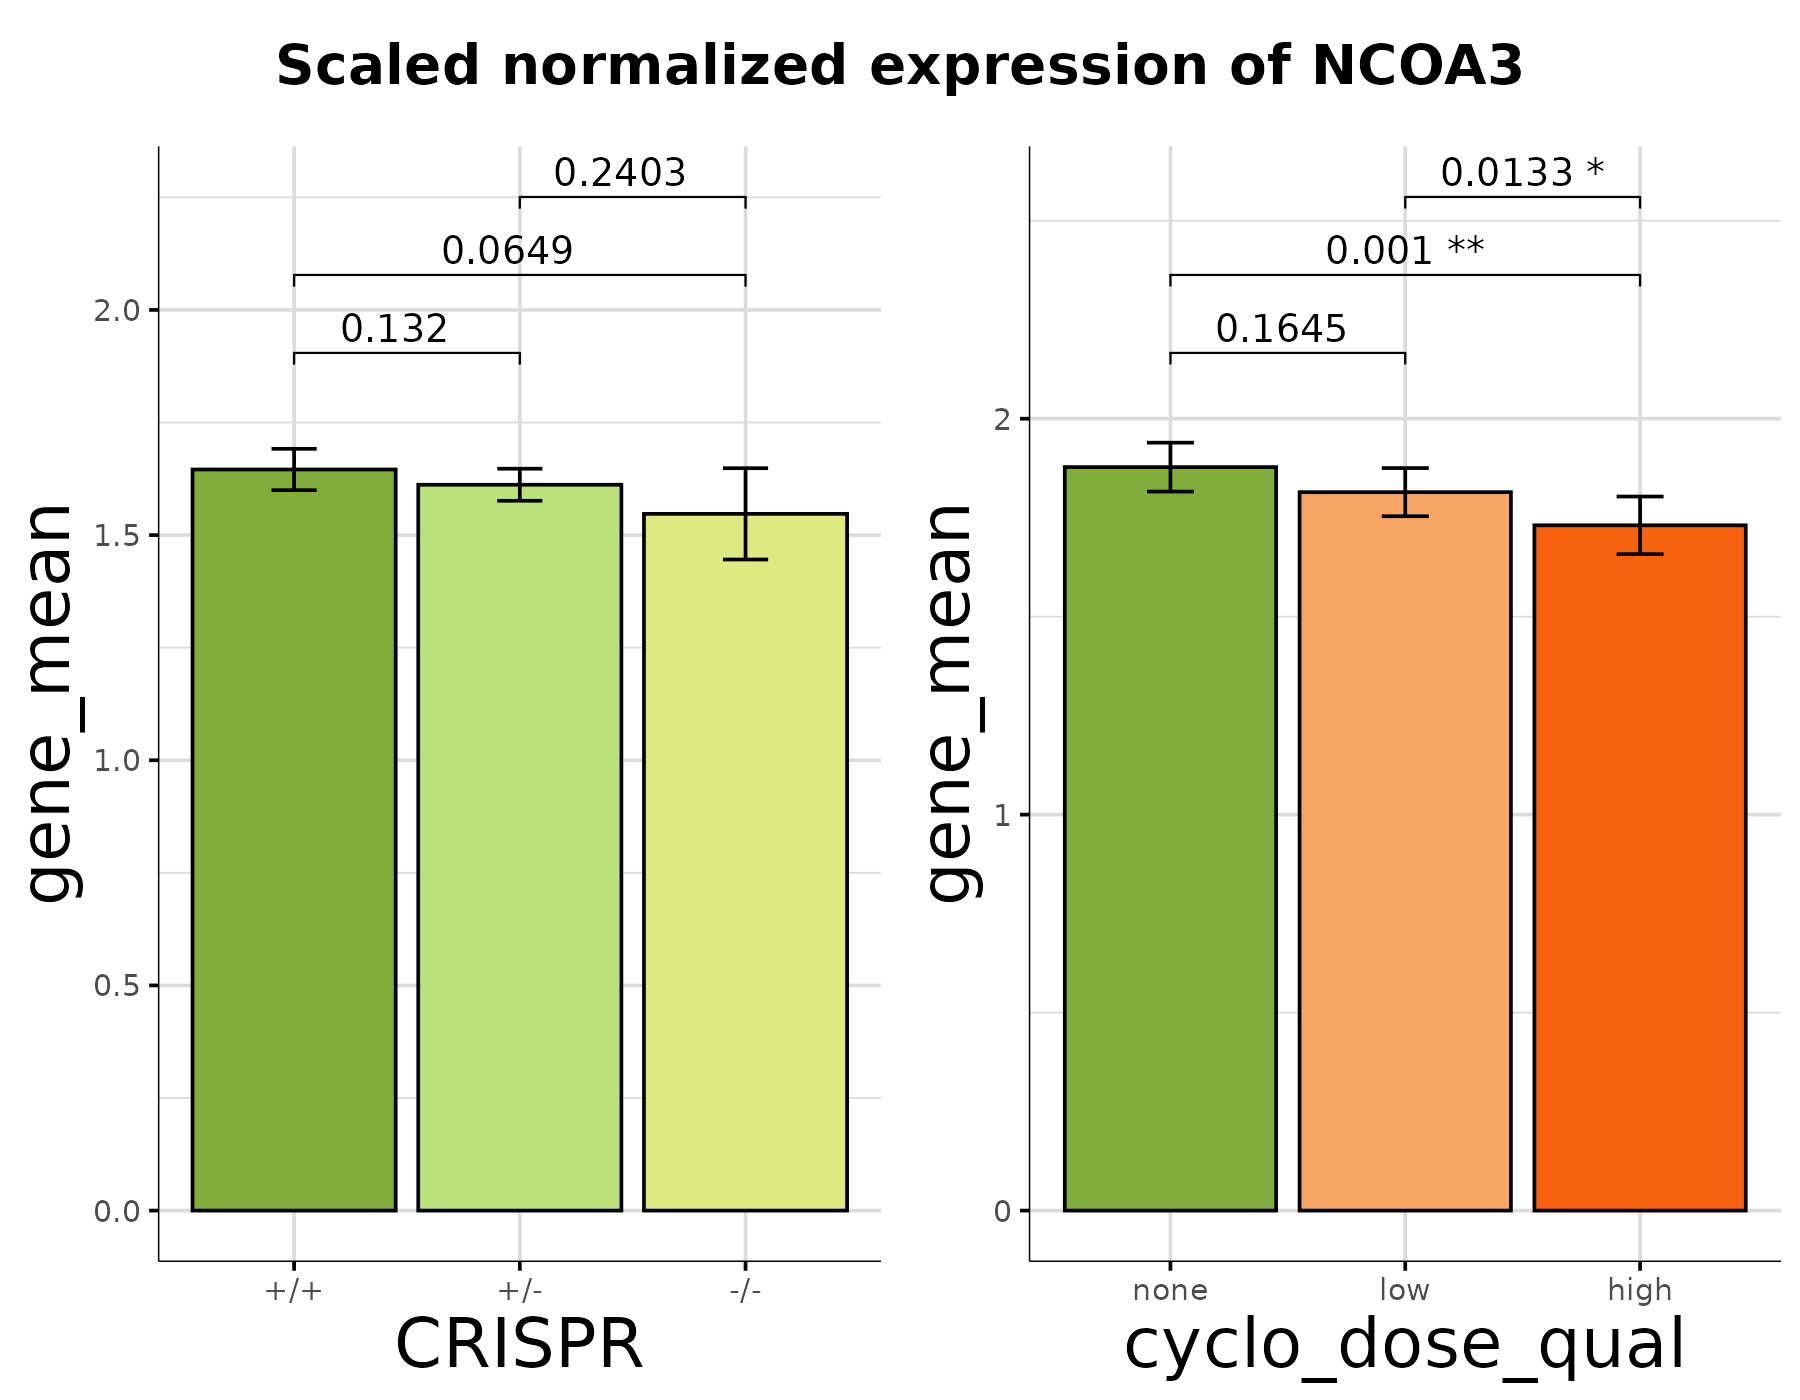 Scaled normalized expression of NCOA3
gene_mean
0.2403
0.0649
0.132
2.0
1.5
1.0
0.5
0.0
+/+ +/- -/-
CRISPR
gene_mean
0.0133 *
0.001 **
0.1645
2
1
0
none low high
cyclo_dose_qual